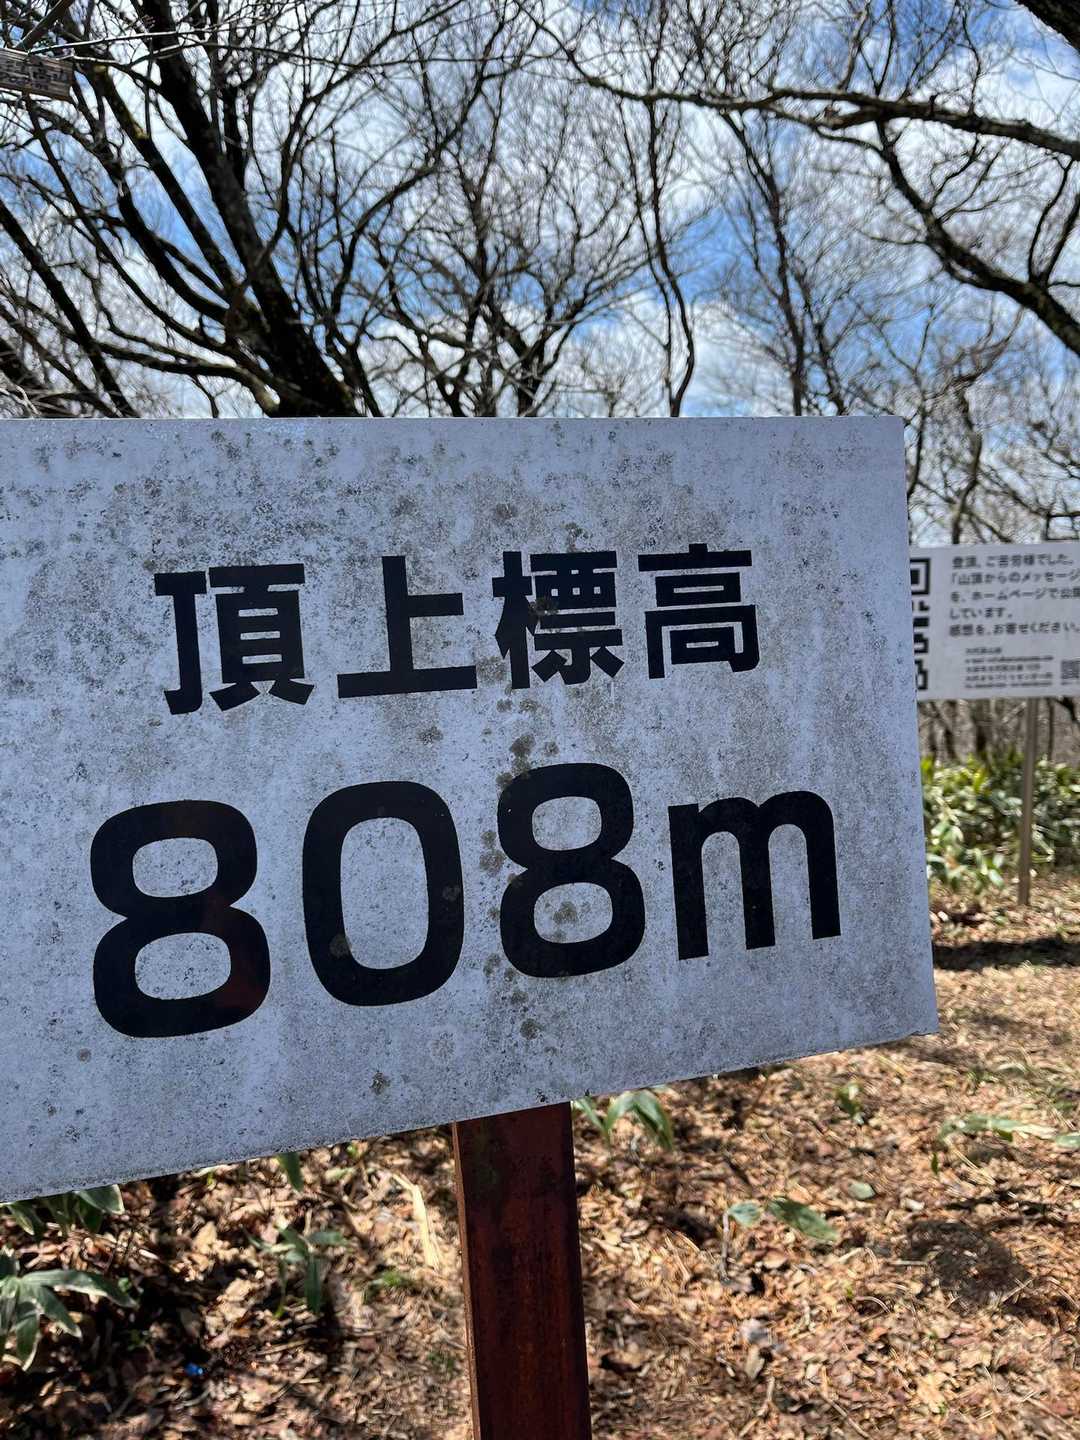 頂上標高
808m
登頂、ご苦労様でした。
「山頂からのメッセージ
を、ホームページで公開
しています。
感想を、お寄せください。